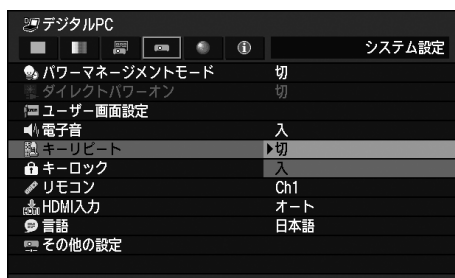 デジタルPC
システム設定
パワーマネージメントモード 切
ダイレクトパワーオン 切
ユーザー画面設定
電子音 入
キーリピート ▶切
キーロック 入
リモコン Ch1
HDMI入力 オート
言語 日本語
その他の設定